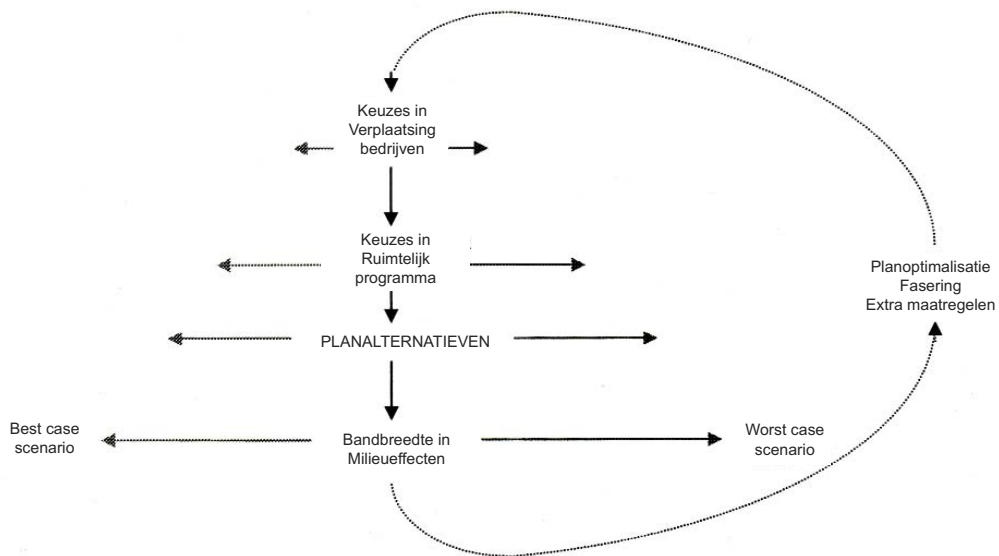 Keuzes in
Verplaatsing
bedrijven
Keuzes in
Ruimtelijk
programma
Planoptimalisatie
Fasering
Extra maatregelen
PLANALTERNATIEVEN
Best case
scenario
Bandbreedte in
Milieueffecten
Worst case
scenario